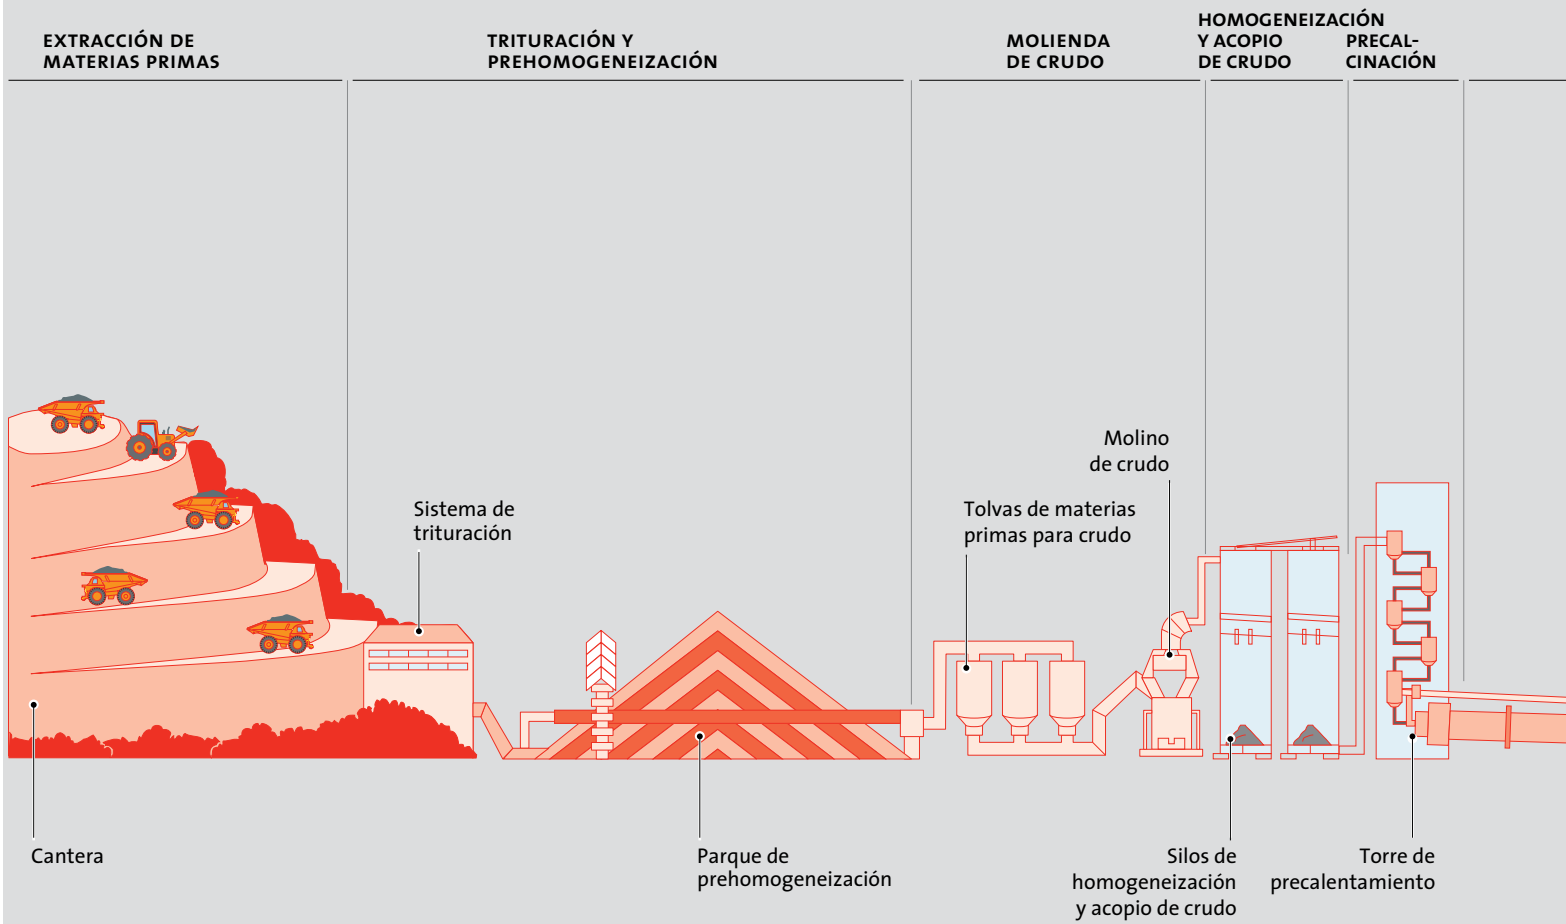 EXTRACCIÓN DE
MATERIAS PRIMAS
TRITURACIÓN Y
PREHOMOGENEIZACIÓN
MOLIENDA
DE CRUDO
HOMOGENEIZACIÓN
Y ACOPIO
DE CRUDO
PRECAL-
CINACIÓN
Molino
de crudo
Sistema de
trituración
Tolvas de materias
primas para crudo
Cantera
Parque de
prehomogeneización
Silos de
homogeneización
y acopio de crudo
Torre de
precalentamiento